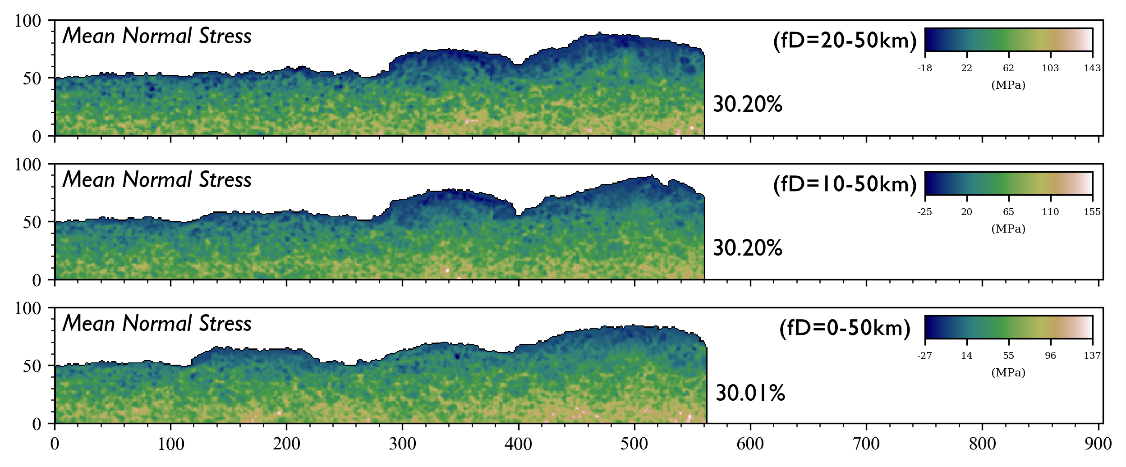 100
Mean Normal Stress
(fD=20-50km)
-18 22 62 103 143
(MPa)
50
30.20%
0
100
Mean Normal Stress
(fD=10-50km)
-25 20 65 110 155
(MPa)
50
30.20%
0
100
Mean Normal Stress
(fD=0-50km)
-27 14 55 96 137
(MPa)
50
30.01%
0
0 100 200 300 400 500 600 700 800 900